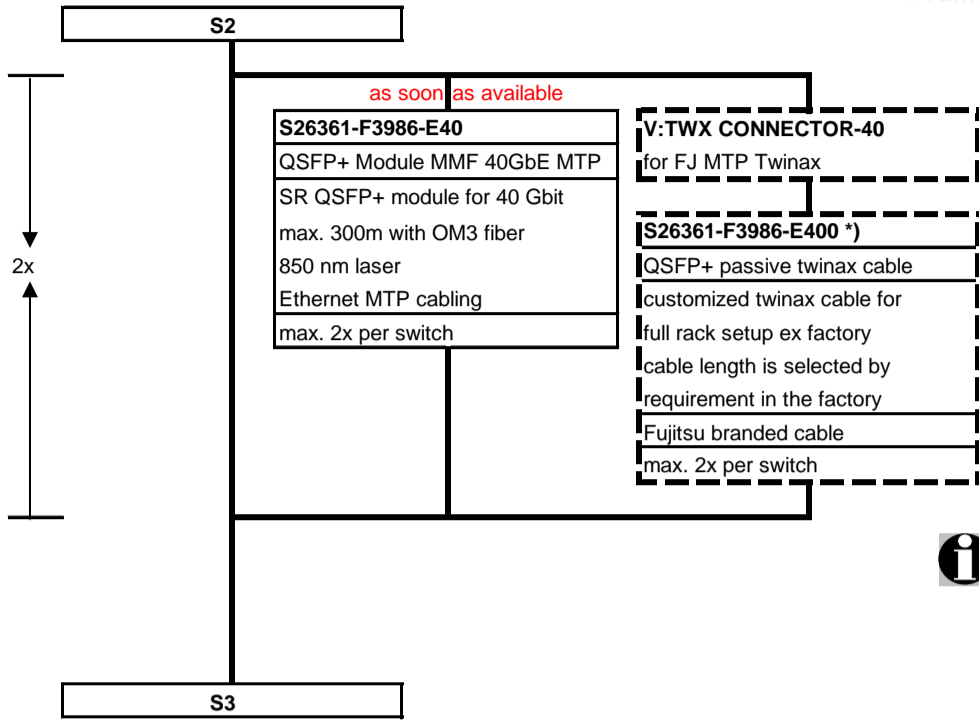 S2
2x
as soon as available
S26361-F3986-E40
QSFP+ Module MMF 40GbE MTP
SR QSFP+ module for 40 Gbit
max. 300m with OM3 fiber
850 nm laser
Ethernet MTP cabling
max. 2x per switch
V:TWX CONNECTOR-40
for FJ MTP Twinax
S26361-F3986-E400 *)
QSFP+ passive twinax cable
customized twinax cable for
full rack setup ex factory
cable length is selected by
requirement in the factory
Fujitsu branded cable
max. 2x per switch
i
S3